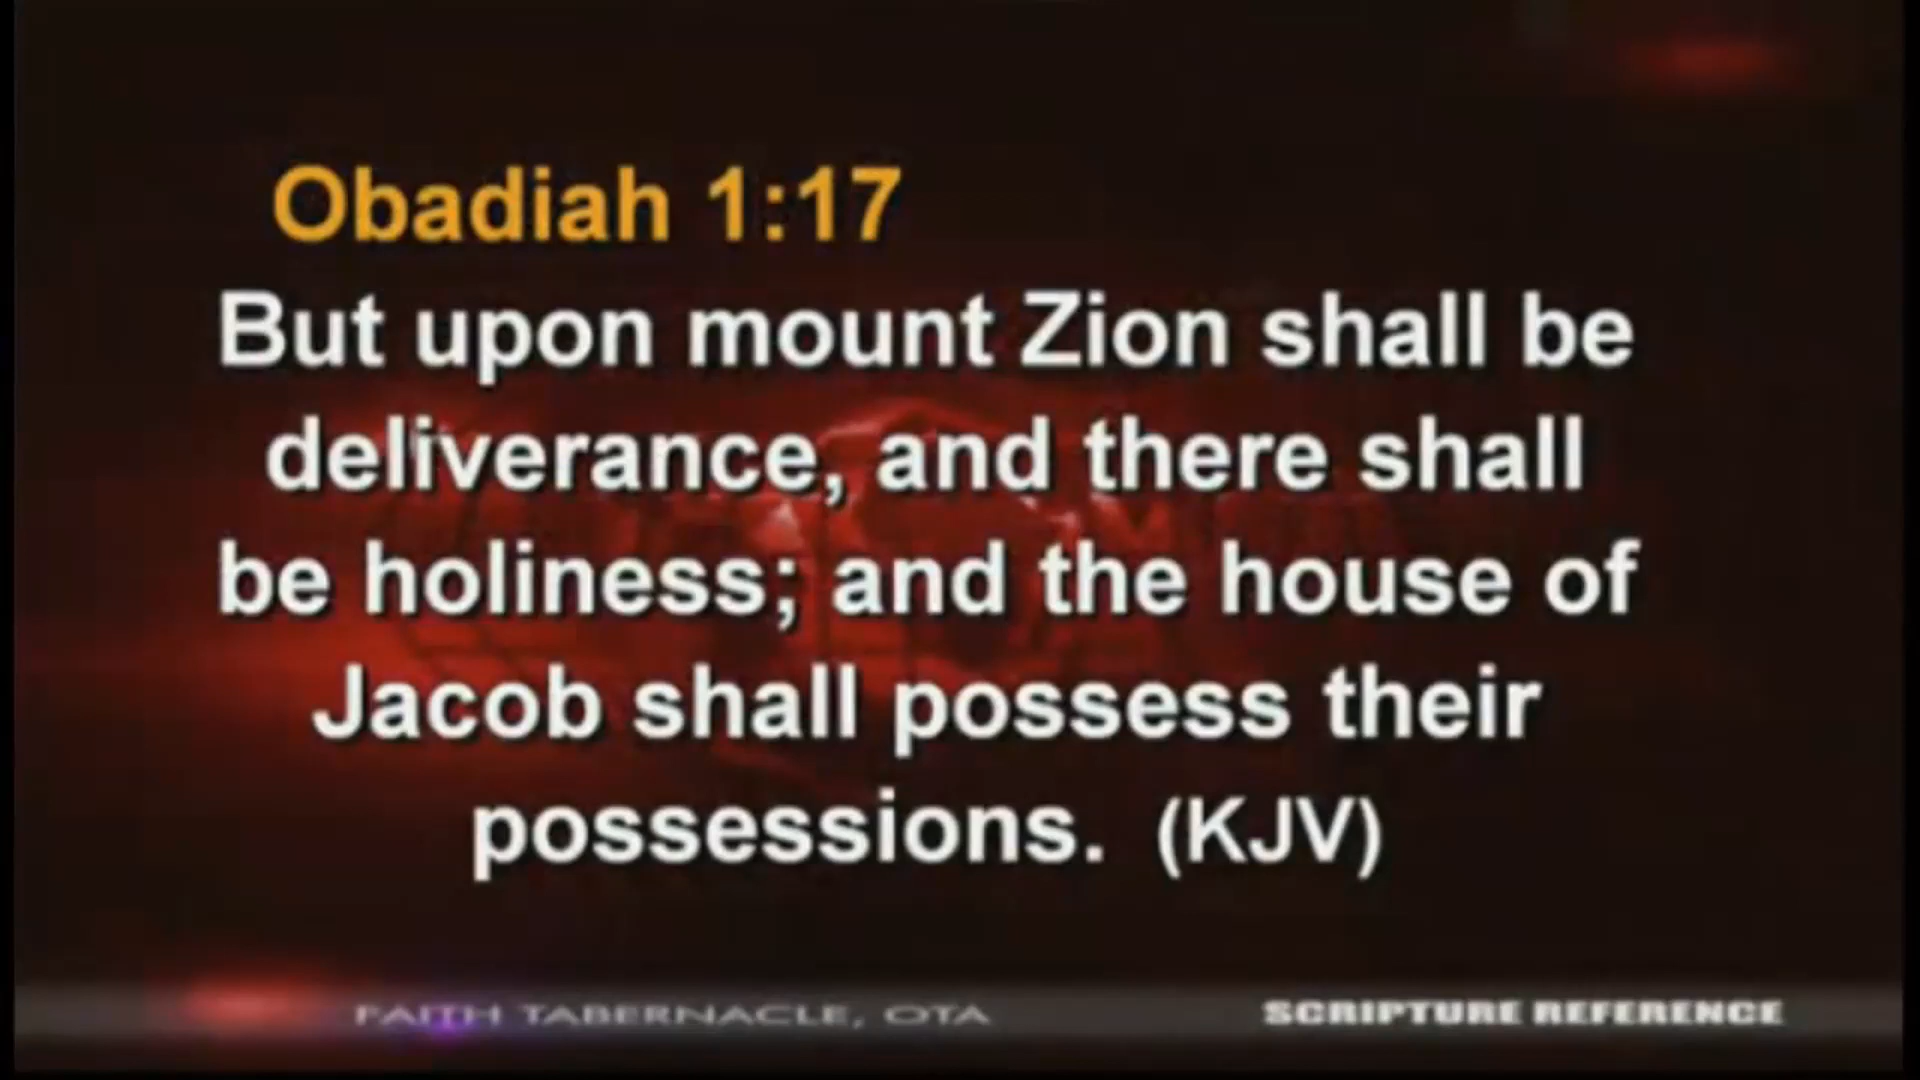 Obadiah 1:17
But upon mount Zion shall be
deliverance, and there shall
be holiness; and the house of
Jacob shall possess their
possessions. (KJV)
FAITH TABERNACLE, OTA
SCRIPTURE REFERENCE